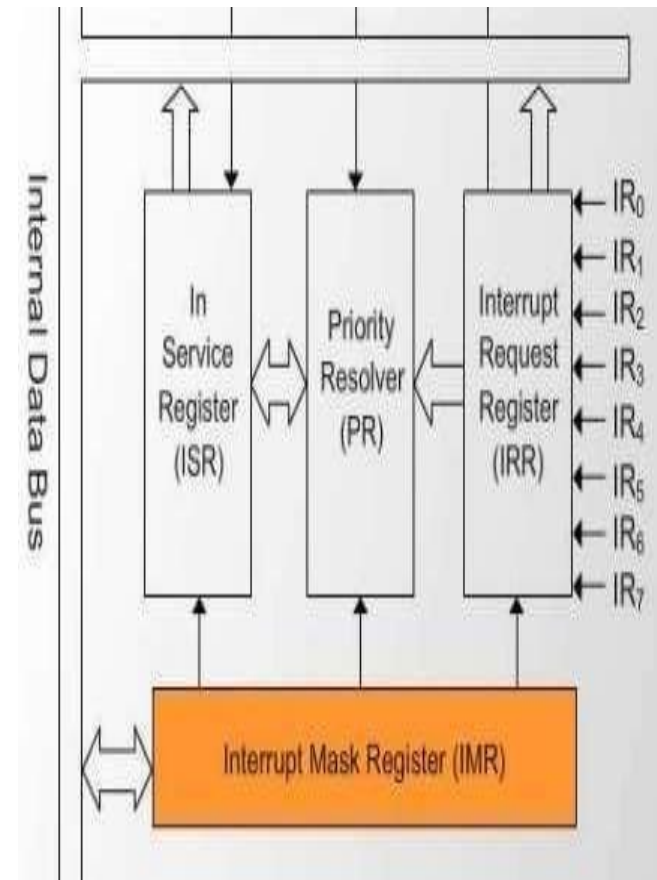 Internal Data Bus
In
Service
Register
(ISR)
Priority
Resolver
(PR)
Interrupt
Request
Register
(IRR)
IR0
IR1
IR2
IR3
IR4
IR5
IR6
IR7
Interrupt Mask Register (IMR)